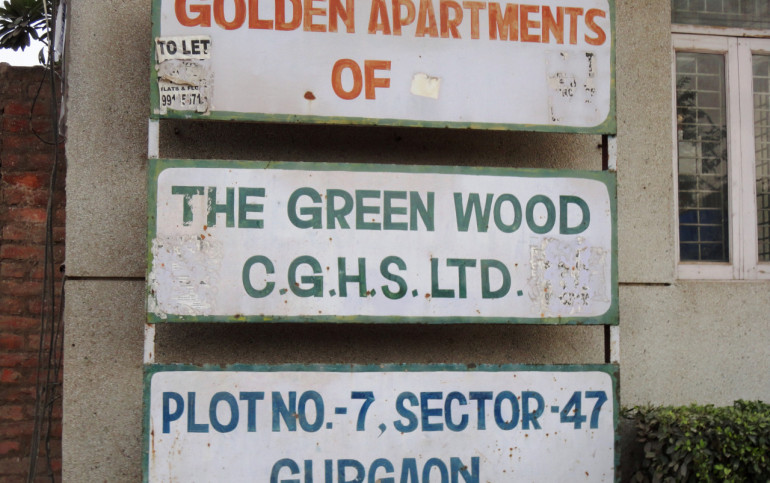 GOLDEN APARTMENTS
OF
TO LET
THE GREEN WOOD
C.G.H.S. LTD.
PLOT NO.-7, SECTOR-47
GURGAON